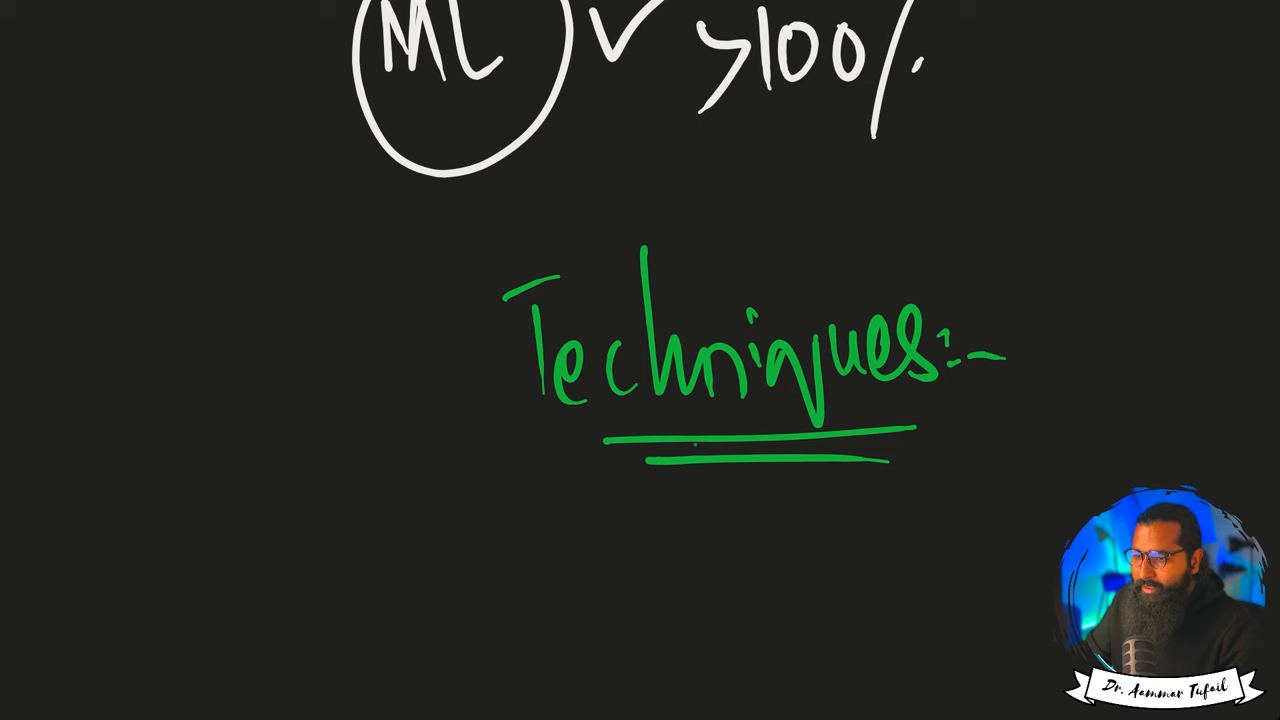 ML ✓ >100%
Techniques:-
Dr. Aammar Tufail